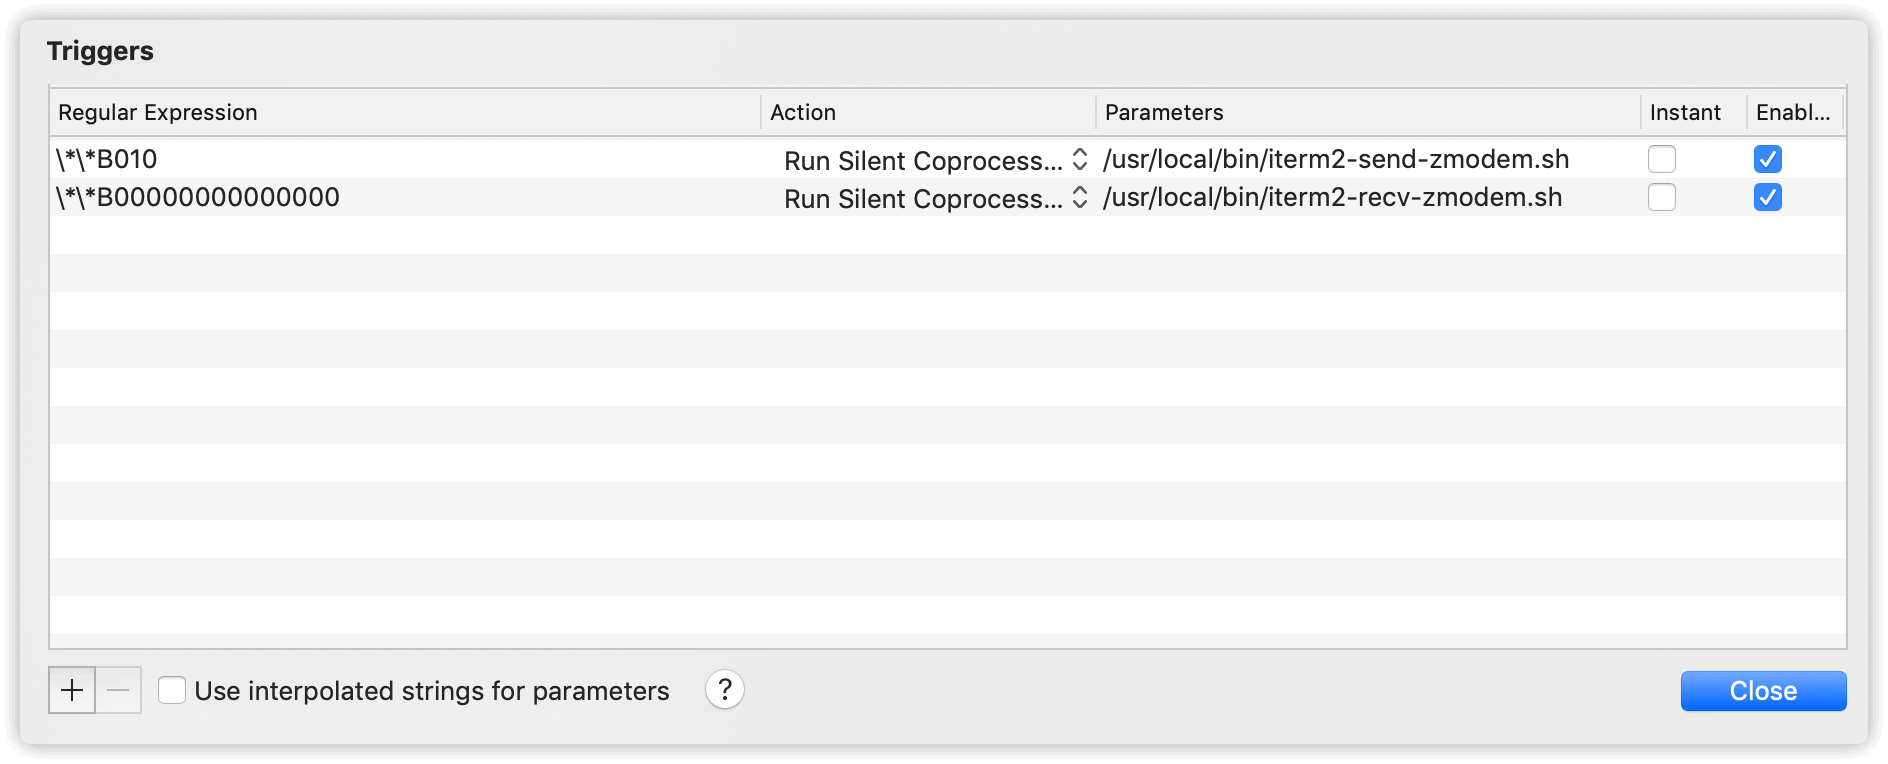 Triggers
Regular Expression Action Parameters Instant Enabl...
\*\*B010 Run Silent Coprocess... /usr/local/bin/iterm2-send-zmodem.sh
\*\*B00000000000000 Run Silent Coprocess... /usr/local/bin/iterm2-recv-zmodem.sh
+ − Use interpolated strings for parameters ? Close